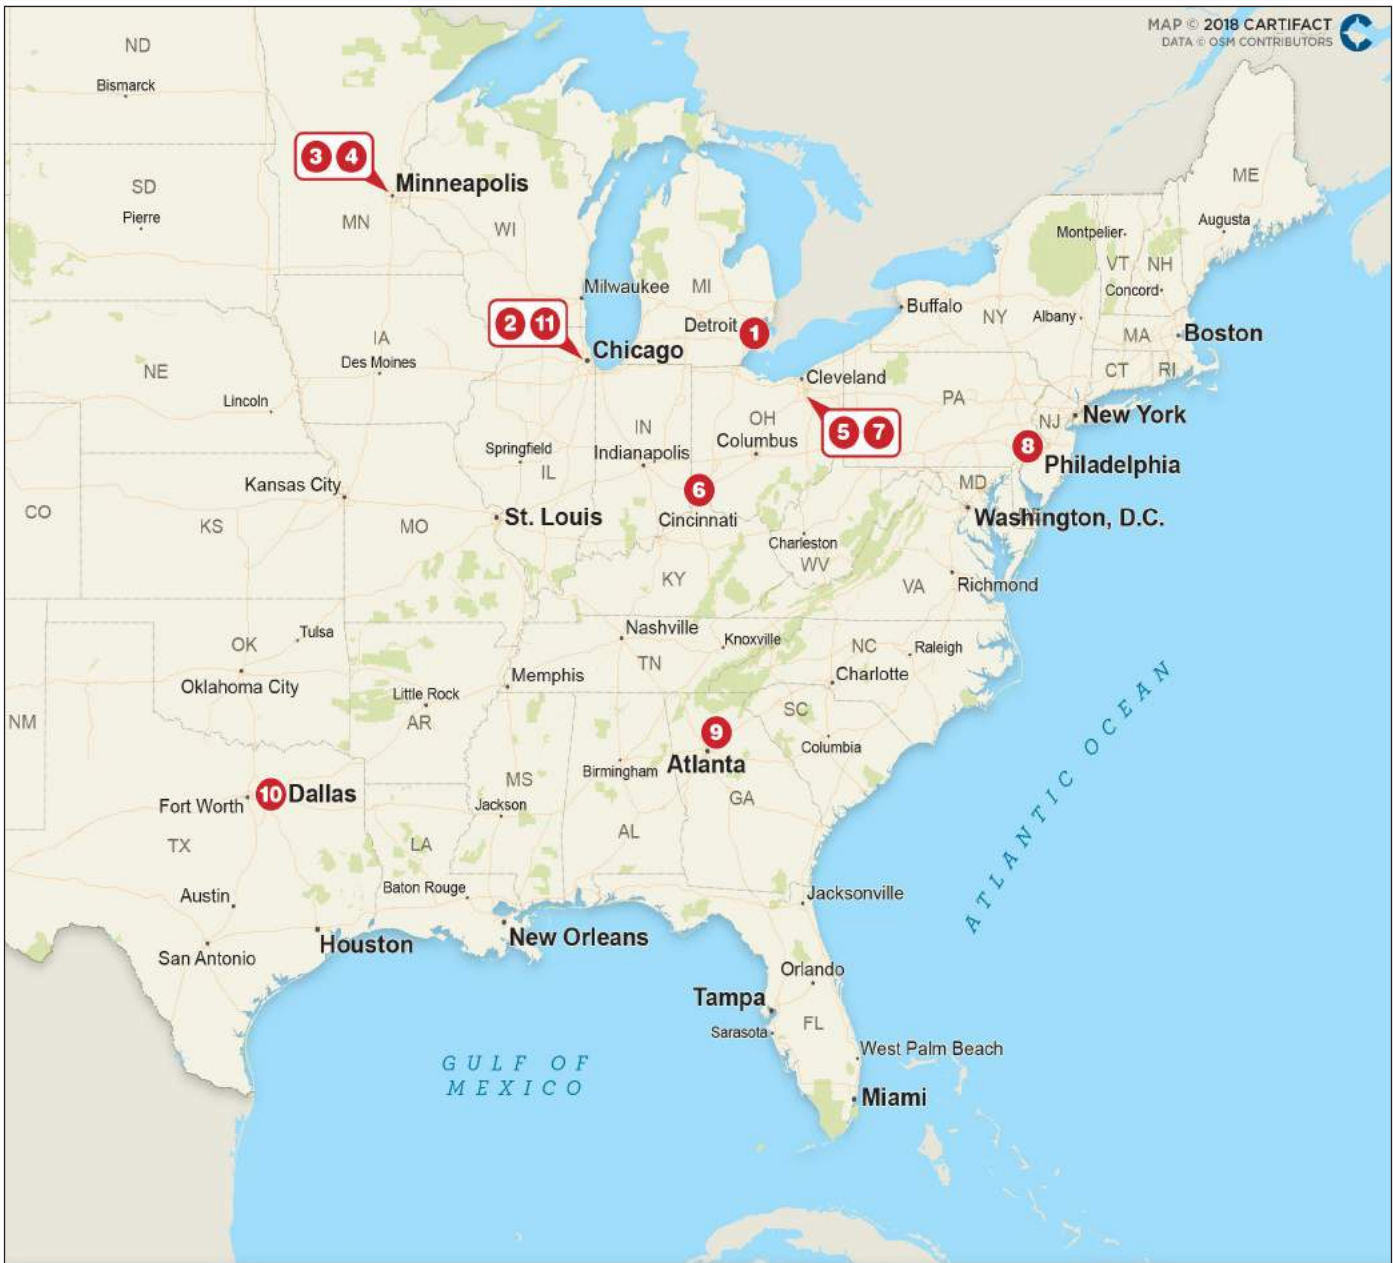 MAP © 2018 CARTIFACT
DATA © OSM CONTRIBUTORS
ND
Bismarck
3 4
Minneapolis
SD
Pierre
MN
WI
ME
Augusta
Montpelier
VT NH
Concord
Milwaukee
MI
2 11
Detroit 1
Buffalo
NY
Albany
MA
Boston
Chicago
IA
Des Moines
NE
Lincoln
Cleveland
CT RI
PA
NJ
New York
5 7
IN
Indianapolis
OH
Columbus
8
Philadelphia
Springfield
IL
Kansas City
6
Cincinnati
MD
Washington, D.C.
CO
KS
MO
St. Louis
Charleston
WV
KY
VA
Richmond
OK
Tulsa
Nashville
Knoxville
TN
NC
Raleigh
Oklahoma City
Memphis
Charlotte
Little Rock
AR
NM
SC
9
Atlanta
Columbia
Birmingham
MS
Jackson
GA
10 Dallas
Fort Worth
TX
LA
AL
Baton Rouge
Austin
Jacksonville
Houston
New Orleans
San Antonio
Orlando
Tampa
Sarasota
FL
West Palm Beach
Miami
GULF OF
MEXICO
ATLANTIC OCEAN